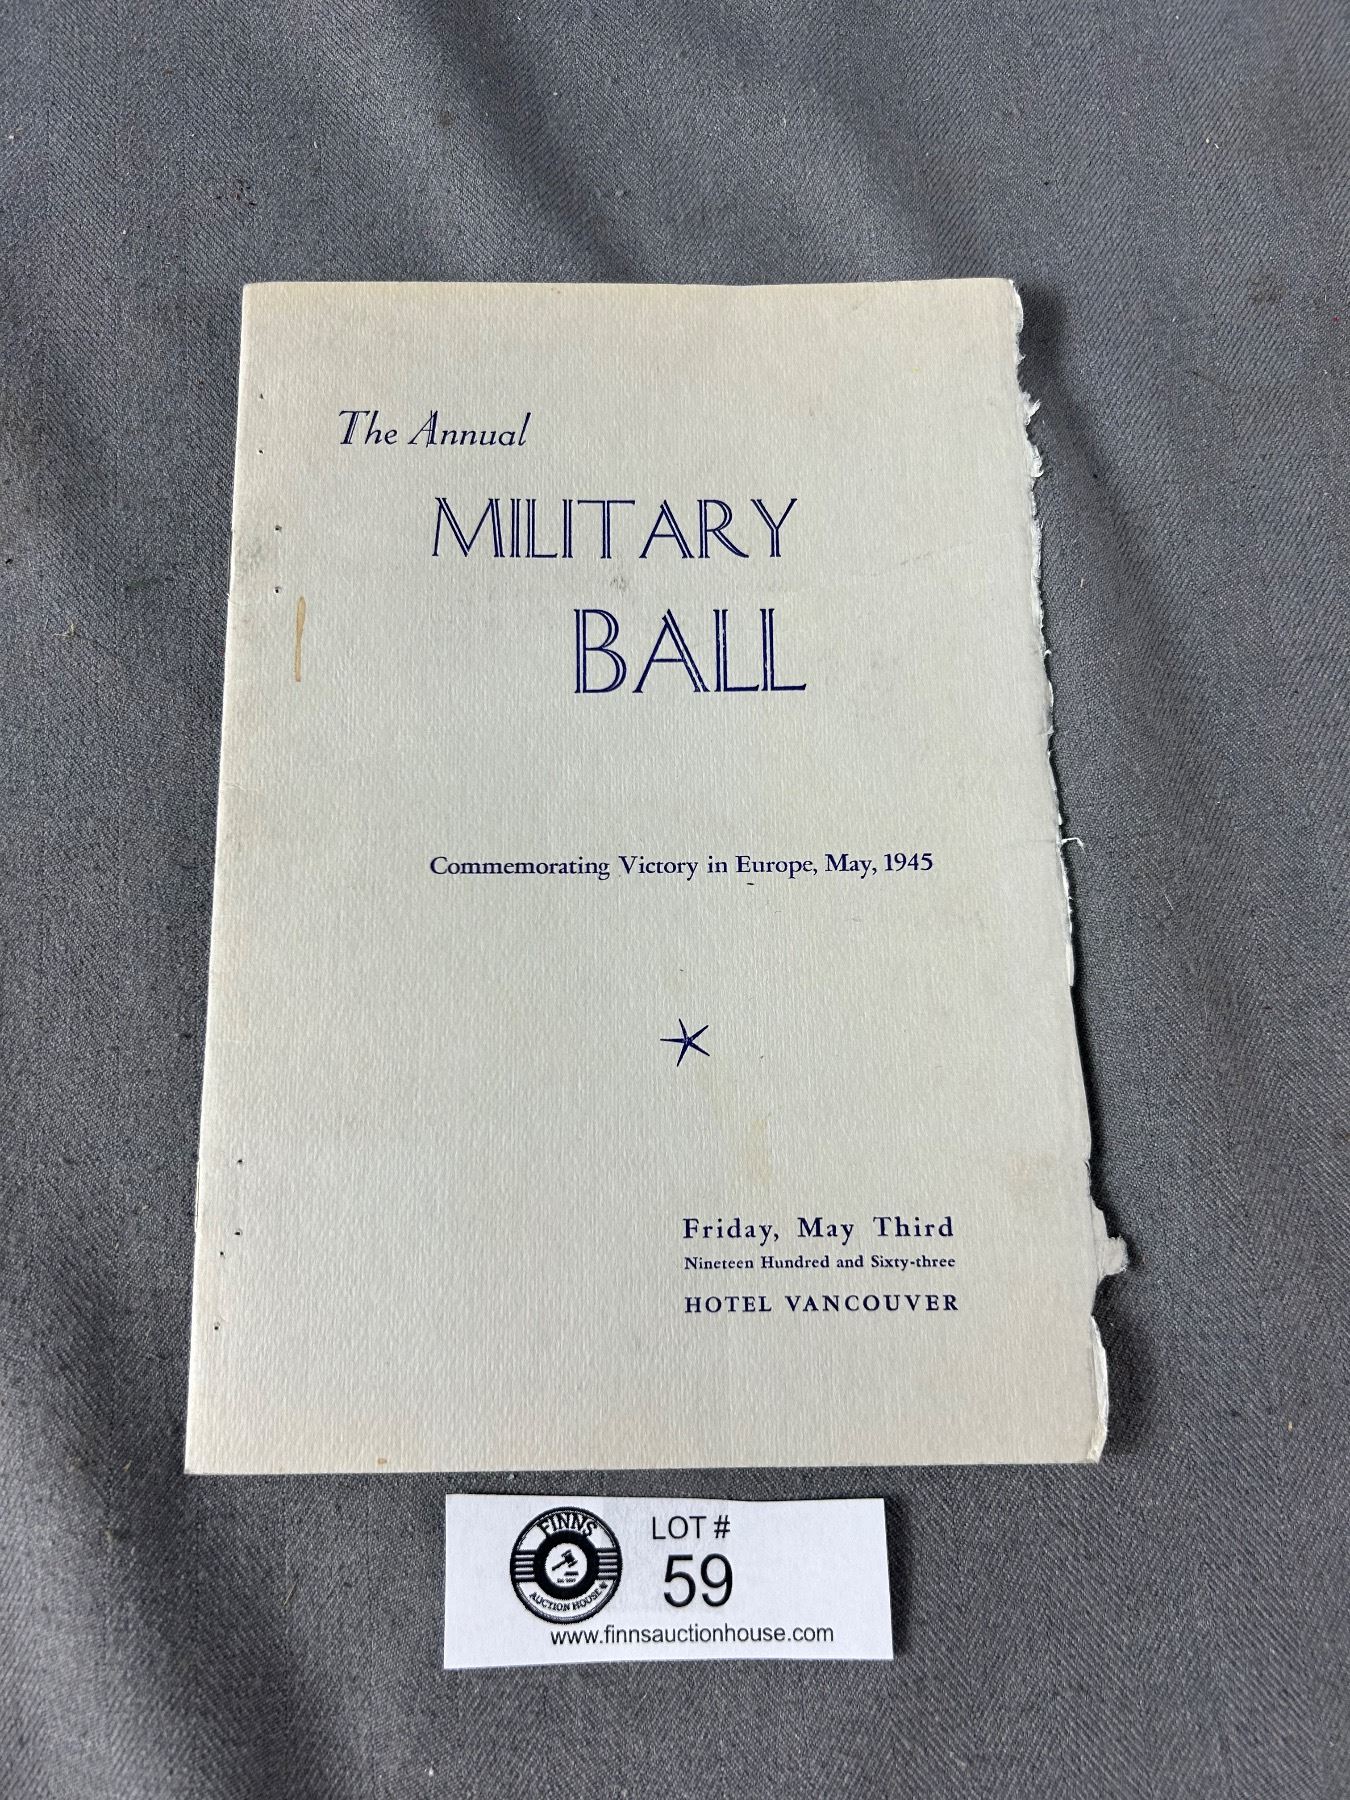 The Annual
MILITARY
BALL
Commemorating Victory in Europe, May, 1945
Friday, May Third
Nineteen Hundred and Sixty-three
HOTEL VANCOUVER
FINNS
AUCTION HOUSE
LOT #
59
www.finnsauctionhouse.com